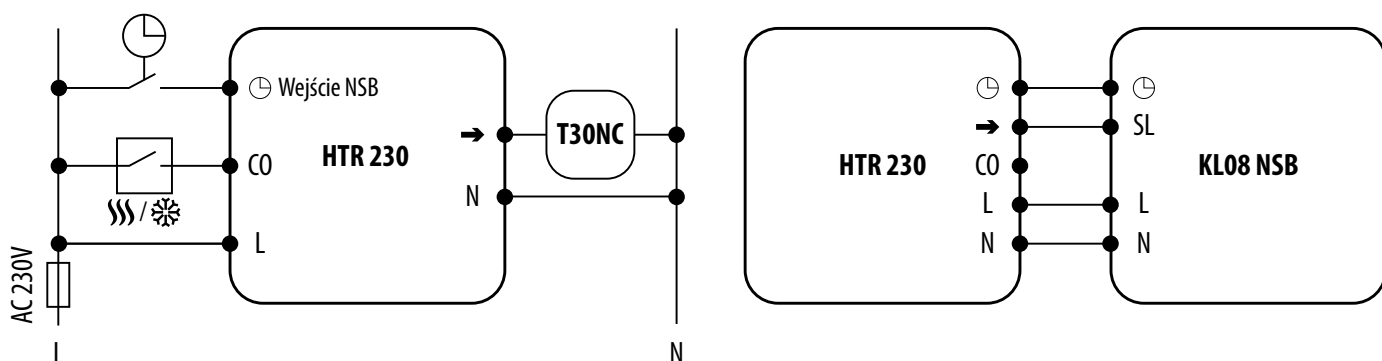 Wejście NSB
HTR 230
CO
L
➔
N
T30NC
AC 230V
/
L
N
HTR 230
➔
CO
L
N
SL
L
N
KL08 NSB